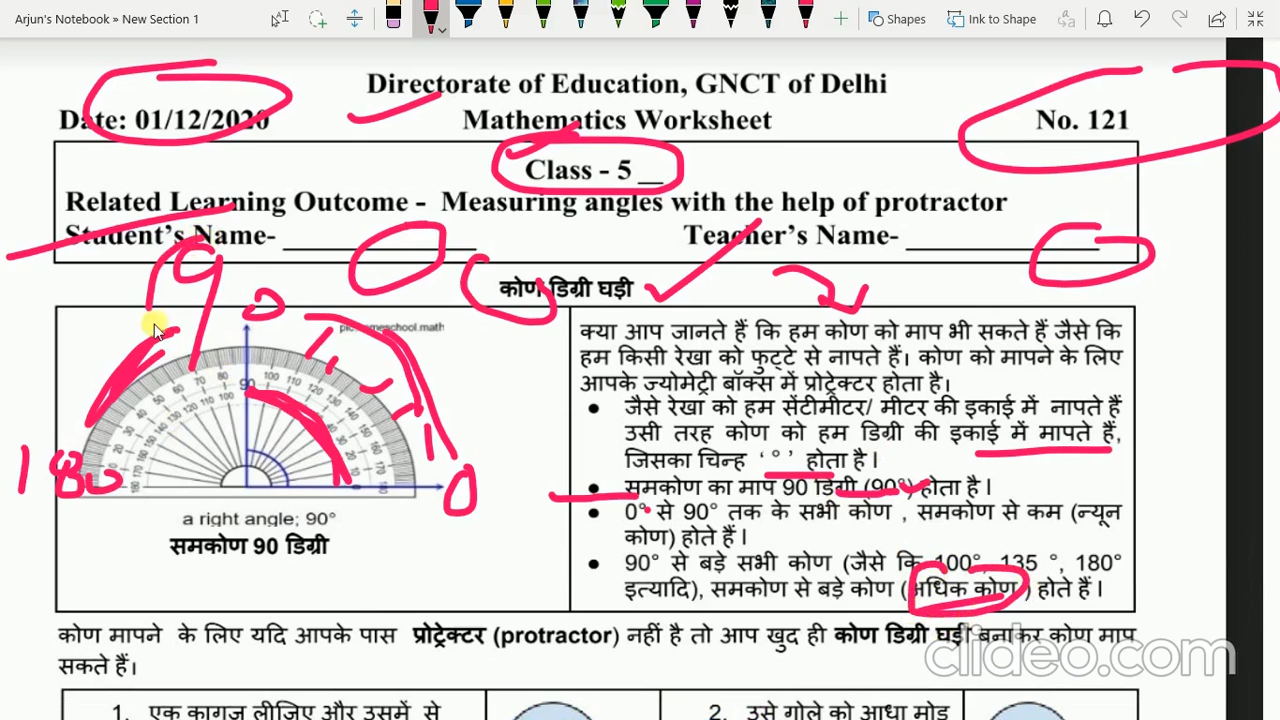 Arjun's Notebook » New Section 1
Shapes
Ink to Shape
Directorate of Education, GNCT of Delhi
Date: 01/12/2020 Mathematics Worksheet No. 121
Class - 5 __
Related Learning Outcome - Measuring angles with the help of protractor
Student's Name- ______________ Teacher's Name- ______________
कोण डिग्री घड़ी
90
180
0
a right angle; 90°
समकोण 90 डिग्री
क्या आप जानते हैं कि हम कोण को माप भी सकते हैं जैसे कि
हम किसी रेखा को फुट्टे से नापते हैं। कोण को मापने के लिए
आपके ज्योमेट्री बॉक्स में प्रोट्रेक्टर होता है।
● जैसे रेखा को हम सेंटीमीटर/ मीटर की इकाई में नापते हैं
उसी तरह कोण को हम डिग्री की इकाई में मापते हैं,
जिसका चिन्ह ‘ ° ’ होता है।
● समकोण का माप 90 डिग्री (90°) होता है।
● 0° से 90° तक के सभी कोण , समकोण से कम (न्यून
कोण) होते हैं।
● 90° से बड़े सभी कोण (जैसे कि 100°, 135 °, 180°
इत्यादि), समकोण से बड़े कोण (अधिक कोण ) होते हैं।
कोण मापने के लिए यदि आपके पास प्रोट्रेक्टर (protractor) नहीं है तो आप खुद ही कोण डिग्री घड़ी बनाकर कोण माप
सकते हैं।
1. एक कागज लीजिए और उसमें से
2. उसे गोले को आधा मोड़
clideo.com